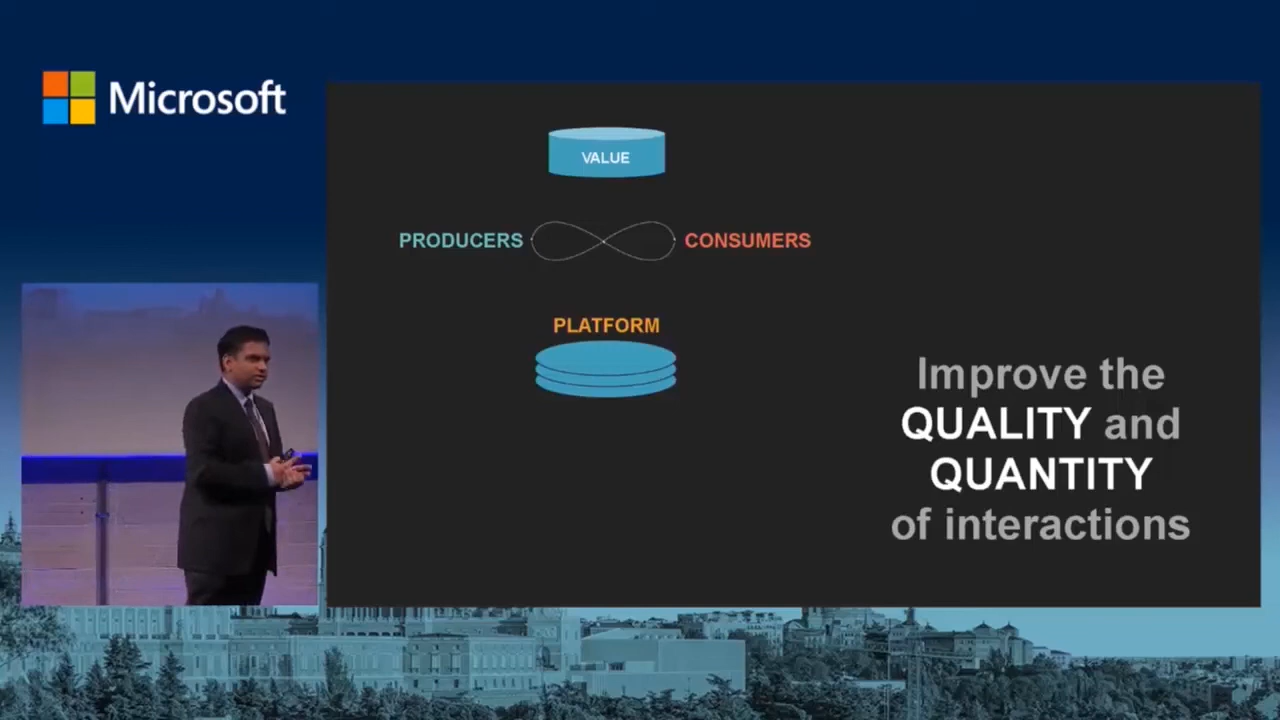 Microsoft
VALUE
PRODUCERS CONSUMERS
PLATFORM
Improve the
QUALITY and
QUANTITY
of interactions